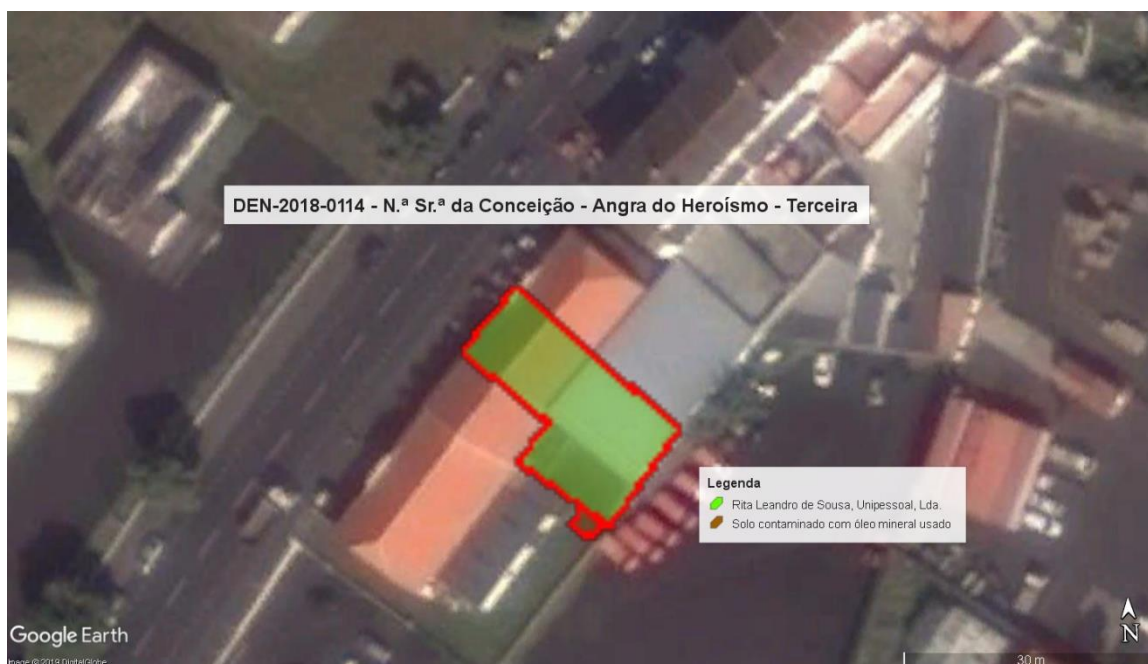 DEN-2018-0114 - N.ª Sr.ª da Conceição - Angra do Heroísmo - Terceira
Legenda
Rita Leandro de Sousa, Unipessoal, Lda.
Solo contaminado com óleo mineral usado
N
Google Earth
Image © 2019 DigitalGlobe
30 m